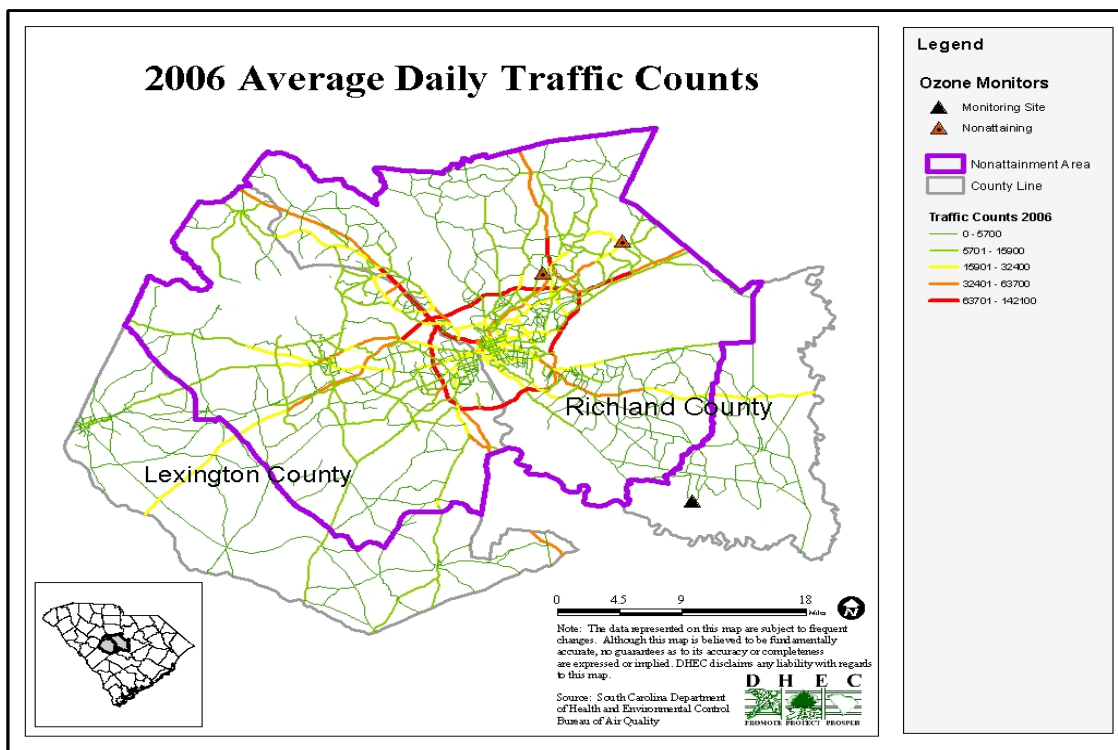 2006 Average Daily Traffic Counts
Richland County
Lexington County
0 4.5 9 18
Miles
N
Note: The data represented on this map are subject to frequent
changes. Although this map is believed to be fundamentally
accurate, no guarantees as to its accuracy or completeness
are expressed or implied. DHEC disclaims any liability with regards
to this map.
Source: South Carolina Department
of Health and Environmental Control
Bureau of Air Quality
D H E C
PROMOTE PROTECT PROSPER
Legend
Ozone Monitors
Monitoring Site
Nonattaining
Nonattainment Area
County Line
Traffic Counts 2006
0 - 5700
5701 - 15900
15901 - 32400
32401 - 63700
63701 - 142100